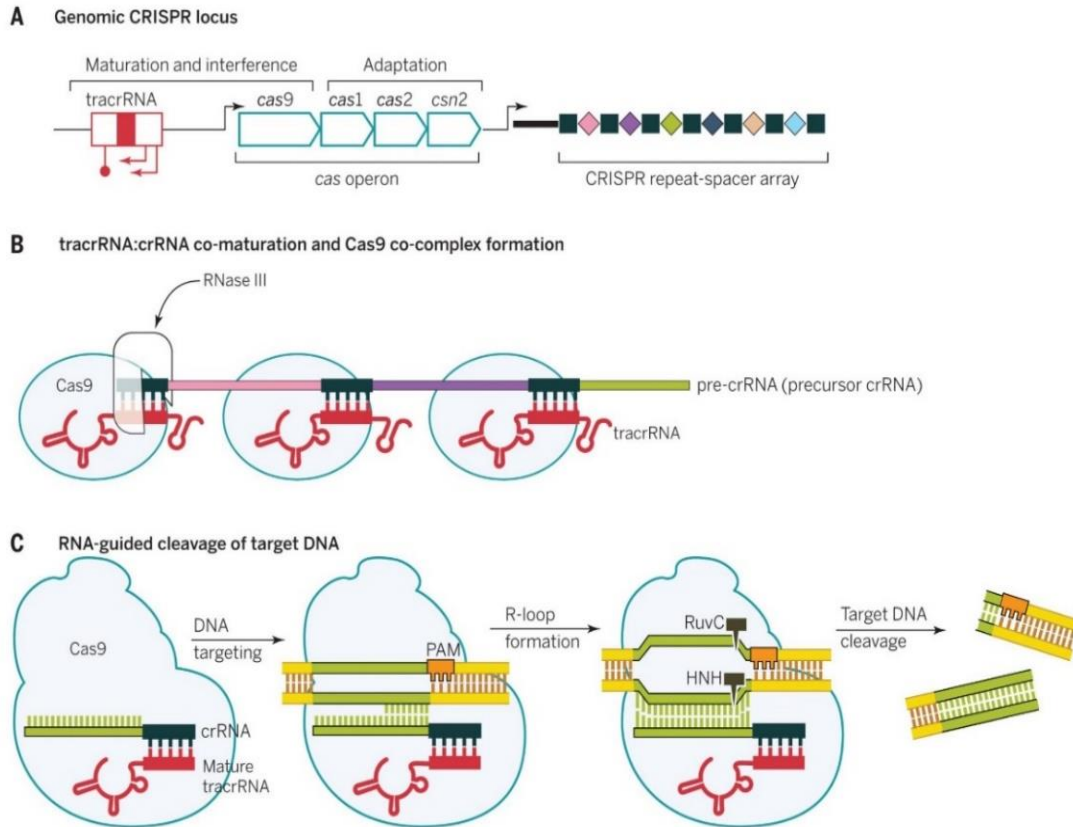 A Genomic CRISPR locus
Maturation and interference
Adaptation
tracrRNA
cas9
cas1
cas2
csn2
cas operon
CRISPR repeat-spacer array
B tracrRNA:crRNA co-maturation and Cas9 co-complex formation
RNase III
Cas9
pre-crRNA (precursor crRNA)
tracrRNA
C RNA-guided cleavage of target DNA
Cas9
DNA
targeting
PAM
R-loop
formation
RuvC
HNH
Target DNA
cleavage
crRNA
Mature
tracrRNA